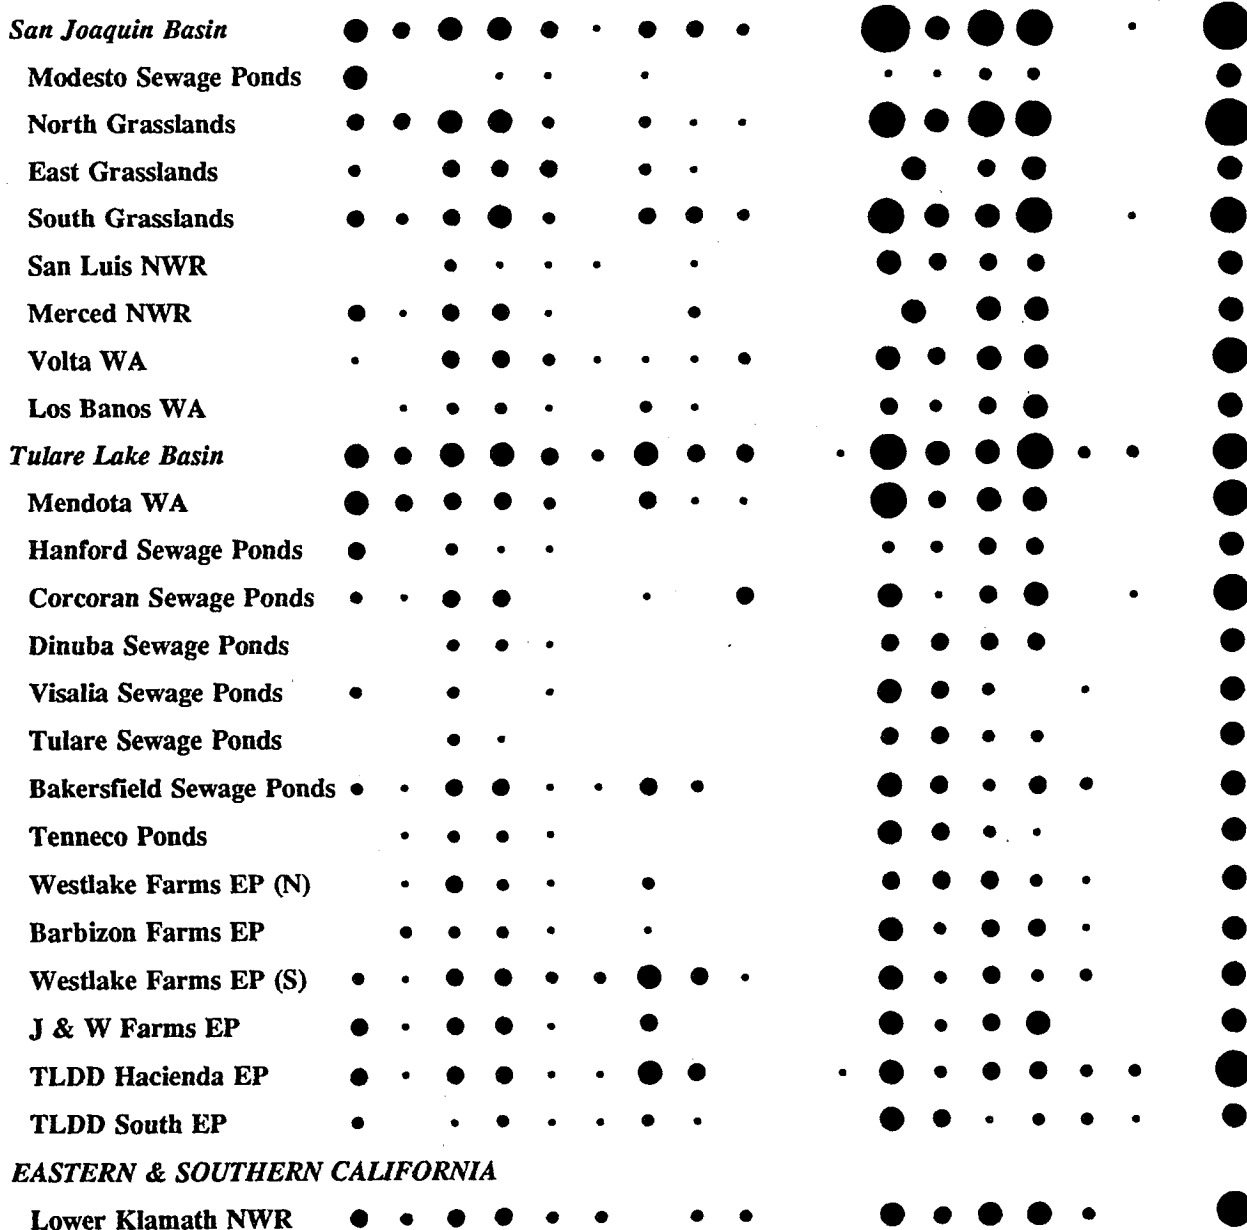 San Joaquin Basin
Modesto Sewage Ponds
North Grasslands
East Grasslands
South Grasslands
San Luis NWR
Merced NWR
Volta WA
Los Banos WA
Tulare Lake Basin
Mendota WA
Hanford Sewage Ponds
Corcoran Sewage Ponds
Dinuba Sewage Ponds
Visalia Sewage Ponds
Tulare Sewage Ponds
Bakersfield Sewage Ponds
Tenneco Ponds
Westlake Farms EP (N)
Barbizon Farms EP
Westlake Farms EP (S)
J & W Farms EP
TLDD Hacienda EP
TLDD South EP
EASTERN & SOUTHERN CALIFORNIA
Lower Klamath NWR